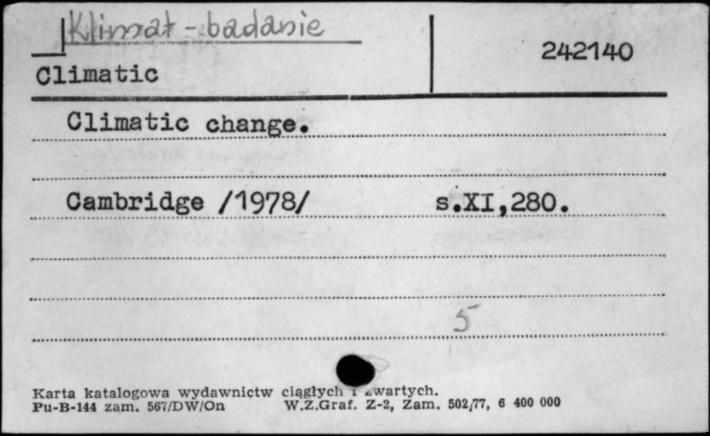 Klimat - badanie
242140
Climatic
Climatic change.
Cambridge /1978/ s.XI,280.
5
Karta katalogowa wydawnictw ciągłych i zwartych.
Pu-B-144 zam. 567/DW/On W.Z.Graf. Z-2, Zam. 502/77, 6 400 000